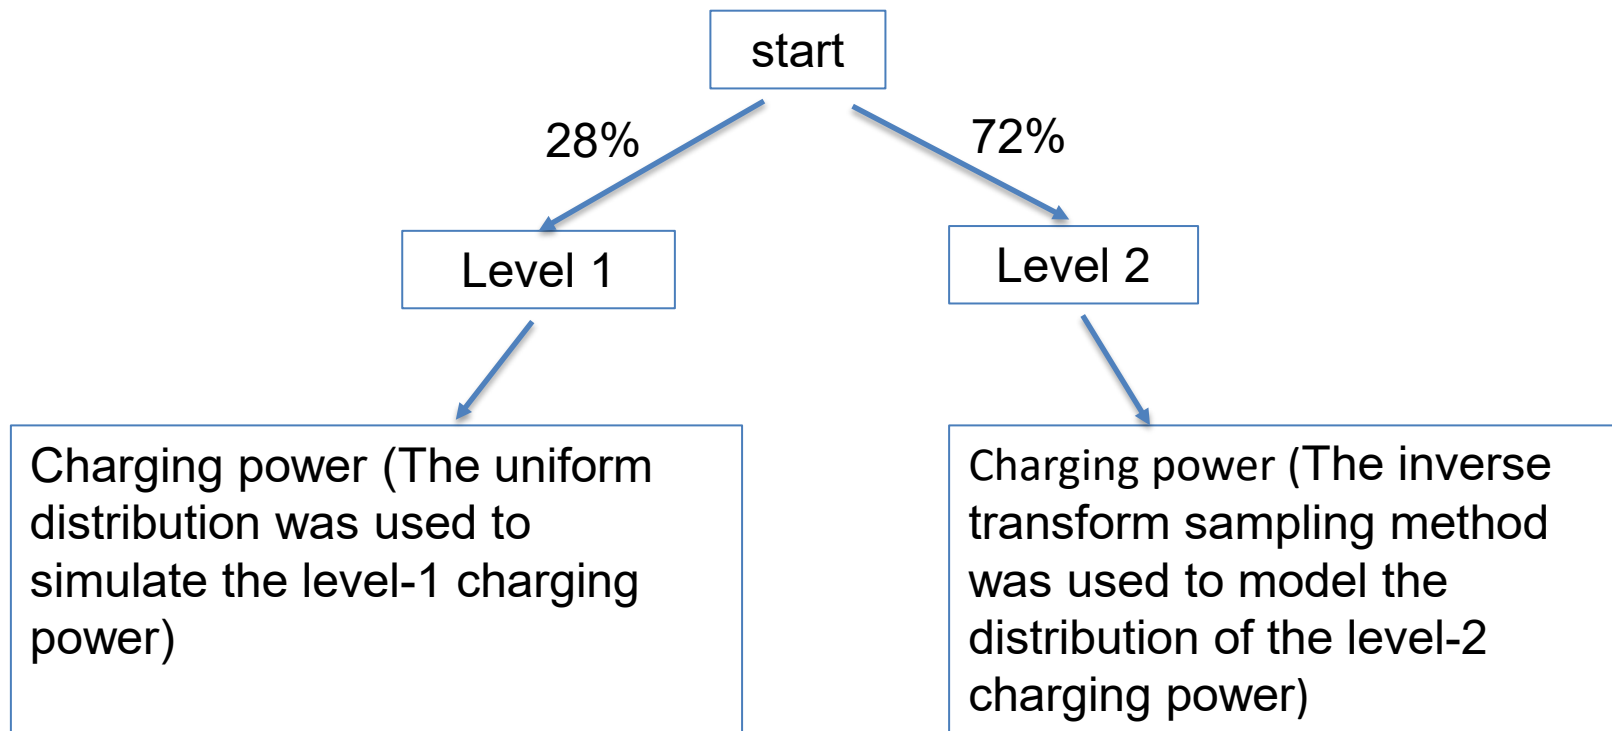 start
28%
72%
Level 1
Level 2
Charging power (The uniform
distribution was used to
simulate the level-1 charging
power)
Charging power (The inverse
transform sampling method
was used to model the
distribution of the level-2
charging power)